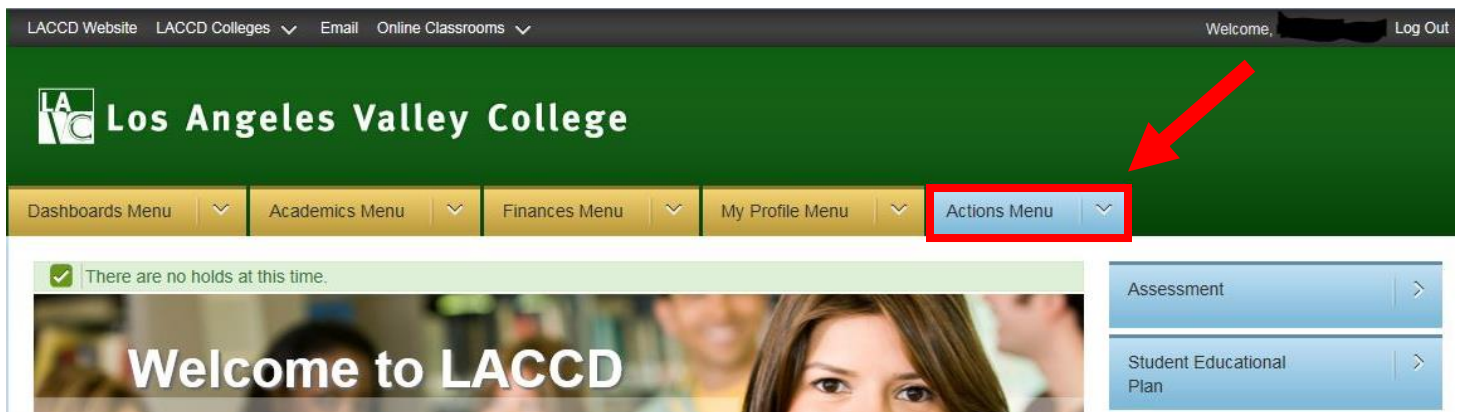 LACCD Website LACCD Colleges Email Online Classrooms Welcome, Log Out
LA
VC
Los Angeles Valley College
Dashboards Menu Academics Menu Finances Menu My Profile Menu Actions Menu
There are no holds at this time.
Assessment
Welcome to LACCD
Student Educational
Plan